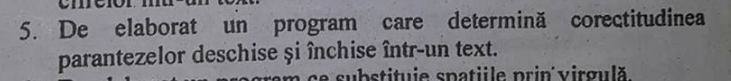 5. De elaborat un program care determină corectitudinea
parantezelor deschise şi închise într-un text.
program ce substituie spaţiile prin virgulă.